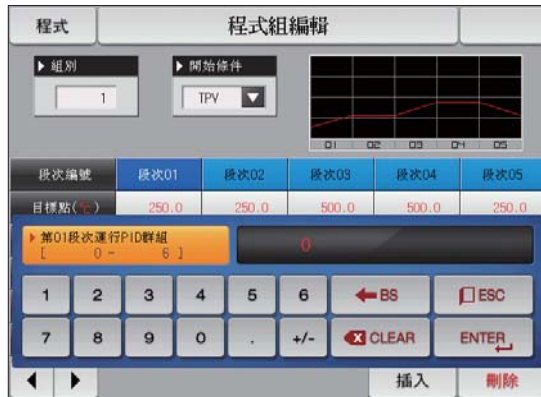 程式
程式組編輯
▶ 組別
1
▶ 開始條件
TPV
01 02 03 04 05
段次編號 段次01 段次02 段次03 段次04 段次05
目標點(℃) 250.0 250.0 500.0 500.0 250.0
▶ 第01段次運行PID群組
[ 0 - 6 ]
0
1 2 3 4 5 6 BS ESC
7 8 9 0 . +/- CLEAR ENTER
插入 刪除